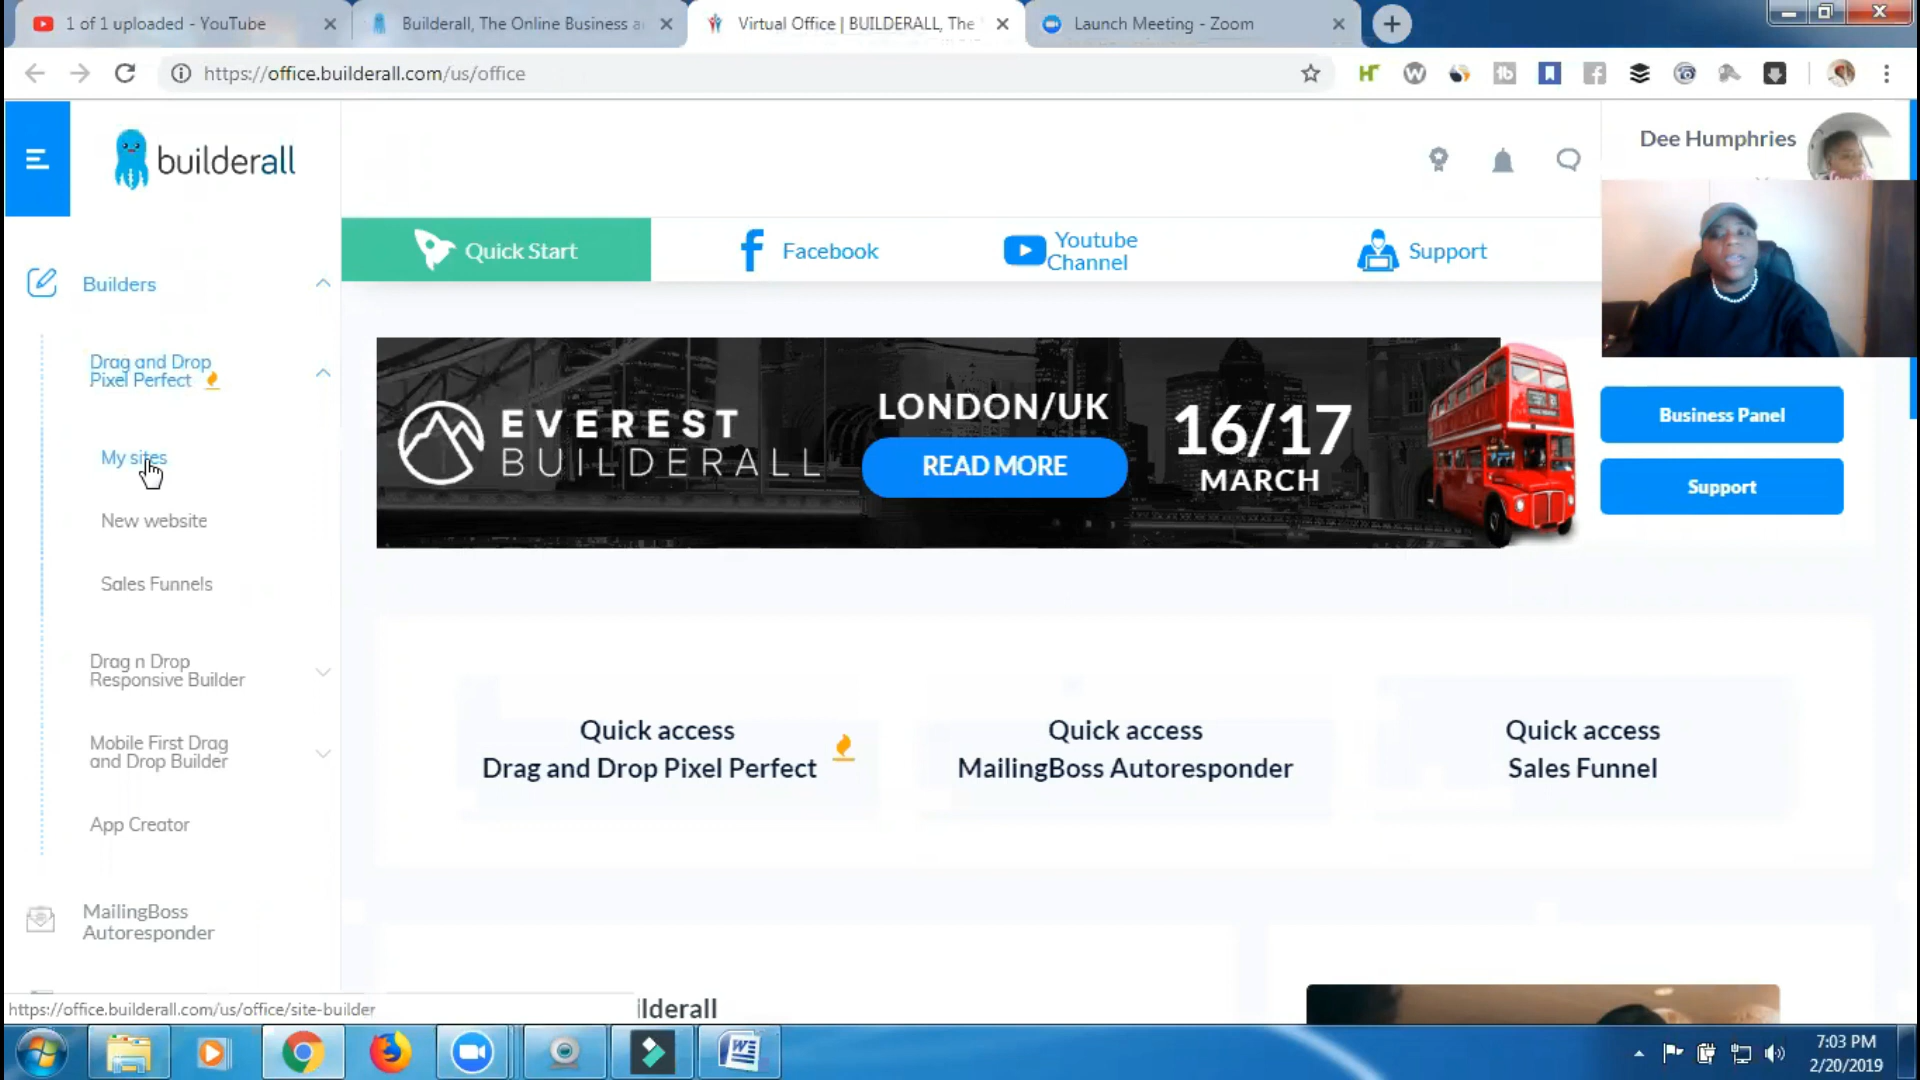 1 of 1 uploaded - YouTube
Builderall, The Online Business a
Virtual Office | BUILDERALL, The
Launch Meeting - Zoom
https://office.builderall.com/us/office
builderall
Dee Humphries
Quick Start
Facebook
Youtube
Channel
Support
Builders
Drag and Drop
Pixel Perfect
My sites
New website
Sales Funnels
Drag n Drop
Responsive Builder
Mobile First Drag
and Drop Builder
App Creator
MailingBoss
Autoresponder
EVEREST
BUILDERALL
LONDON/UK
READ MORE
16/17
MARCH
Business Panel
Support
Quick access
Drag and Drop Pixel Perfect
Quick access
MailingBoss Autoresponder
Quick access
Sales Funnel
ilderall
https://office.builderall.com/us/office/site-builder
7:03 PM
2/20/2019